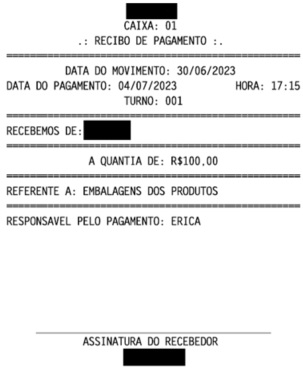 CAIXA: 01
.: RECIBO DE PAGAMENTO :.
DATA DO MOVIMENTO: 30/06/2023
DATA DO PAGAMENTO: 04/07/2023 HORA: 17:15
TURNO: 001
RECEBEMOS DE:
A QUANTIA DE: R$100,00
REFERENTE A: EMBALAGENS DOS PRODUTOS
RESPONSAVEL PELO PAGAMENTO: ERICA
ASSINATURA DO RECEBEDOR